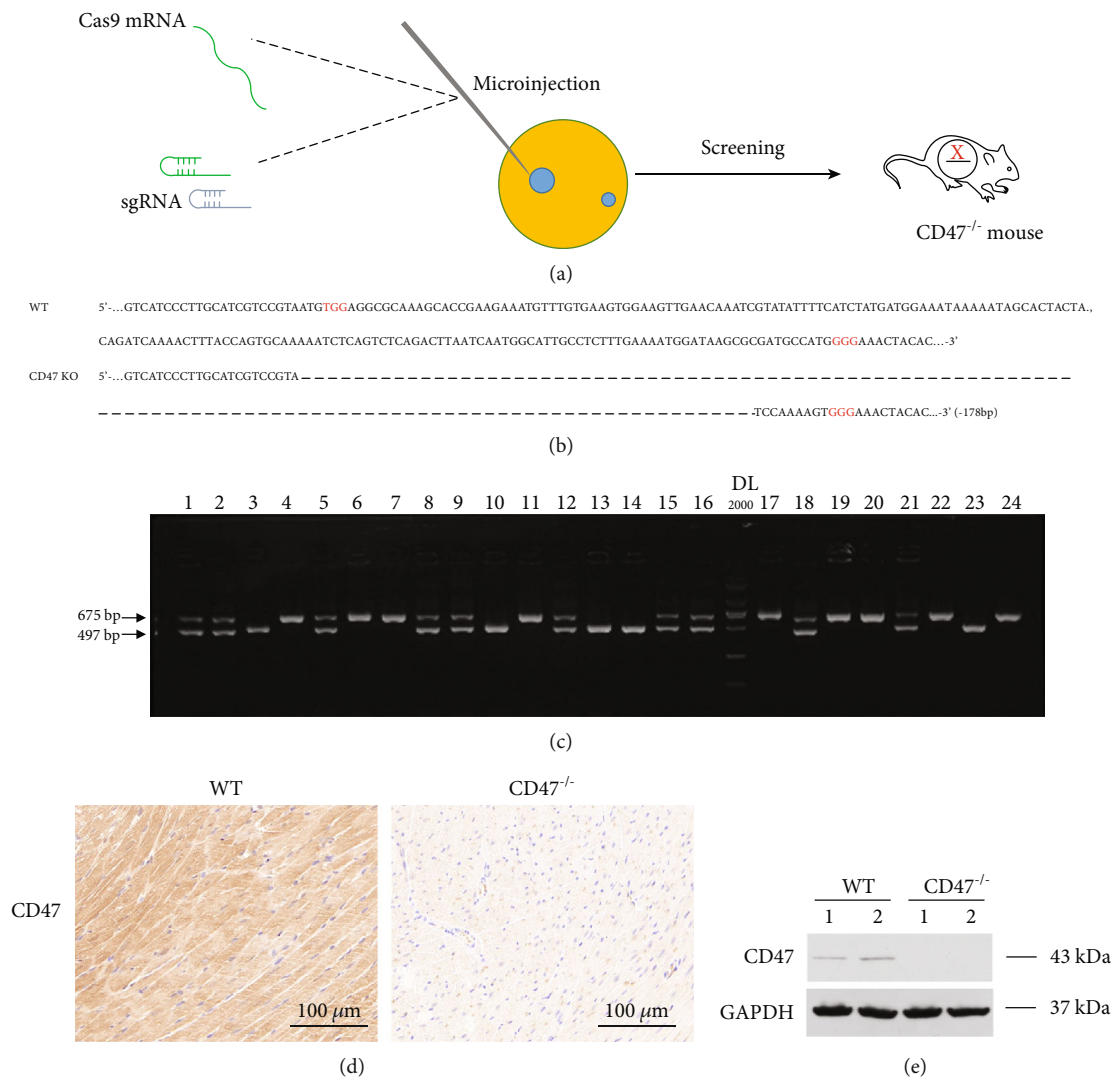 Cas9 mRNA
Microinjection
Screening
X
sgRNA
CD47-/- mouse
(a)
WT 5'-...GTCATCCCTTGCATCGTCCGTAATGTGGAGGCGCAAAGCACCGAAGAAATGTTTGTGAAGTGGAAGTTGAACAAATCGTATATTTTCATCTATGATGGAAATAAAAATAGCACTACTA.,
CAGATCAAAACTTTACCAGTGCAAAAATCTCAGTCTCAGACTTAATCAATGGCATTGCCTCTTTGAAAATGGATAAGCGCGATGCCATGGGGAAACTACAC...-3'
CD47 KO 5'-...GTCATCCCTTGCATCGTCCGTA
TCCAAAAGTGGGAAACTACAC...-3' (-178bp)
(b)
DL
1 2 3 4 5 6 7 8 9 10 11 12 13 14 15 16 2000 17 18 19 20 21 22 23 24
675 bp
497 bp
(c)
WT CD47-/-
CD47
100 μm 100 μm
(d)
WT CD47-/-
1 2 1 2
CD47 43 kDa
GAPDH 37 kDa
(e)